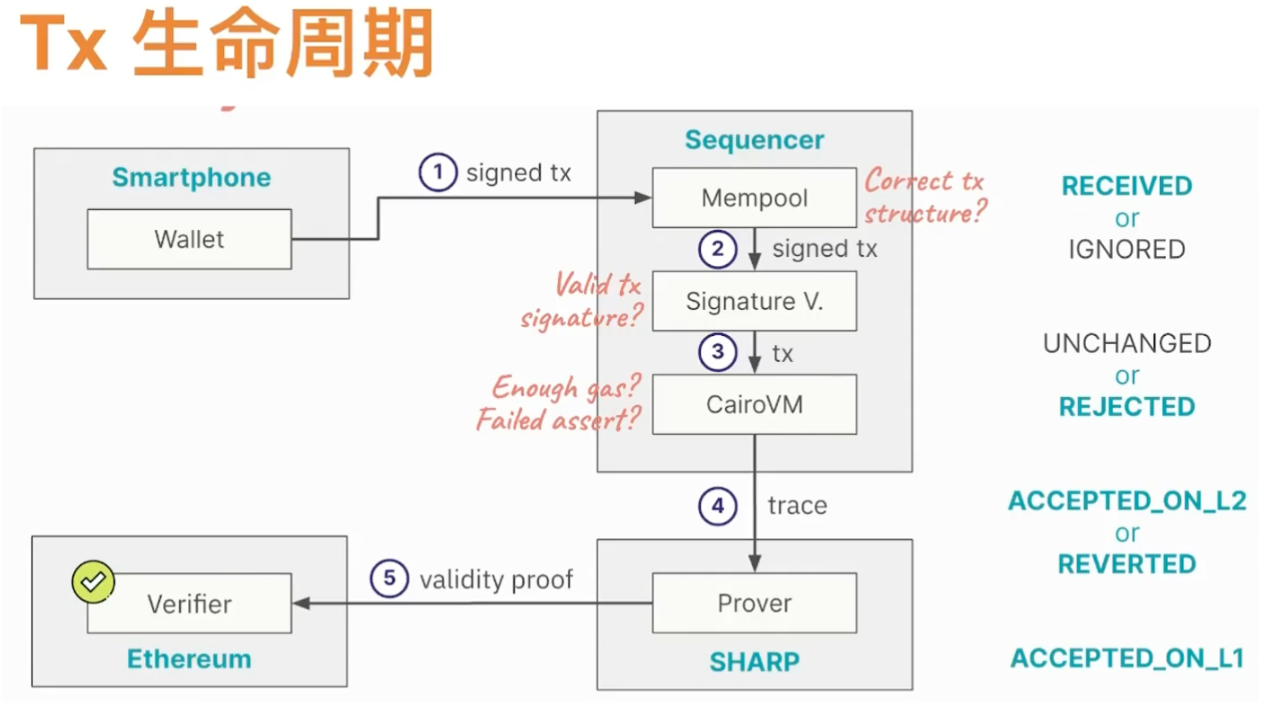 Tx 生命周期
Smartphone
Wallet
1 signed tx
Sequencer
Mempool
Correct tx
structure?
2 signed tx
Valid tx
signature?
Signature V.
3 tx
Enough gas?
Failed assert?
CairoVM
4 trace
Prover
SHARP
5 validity proof
Verifier
Ethereum
RECEIVED
or
IGNORED
UNCHANGED
or
REJECTED
ACCEPTED_ON_L2
or
REVERTED
ACCEPTED_ON_L1